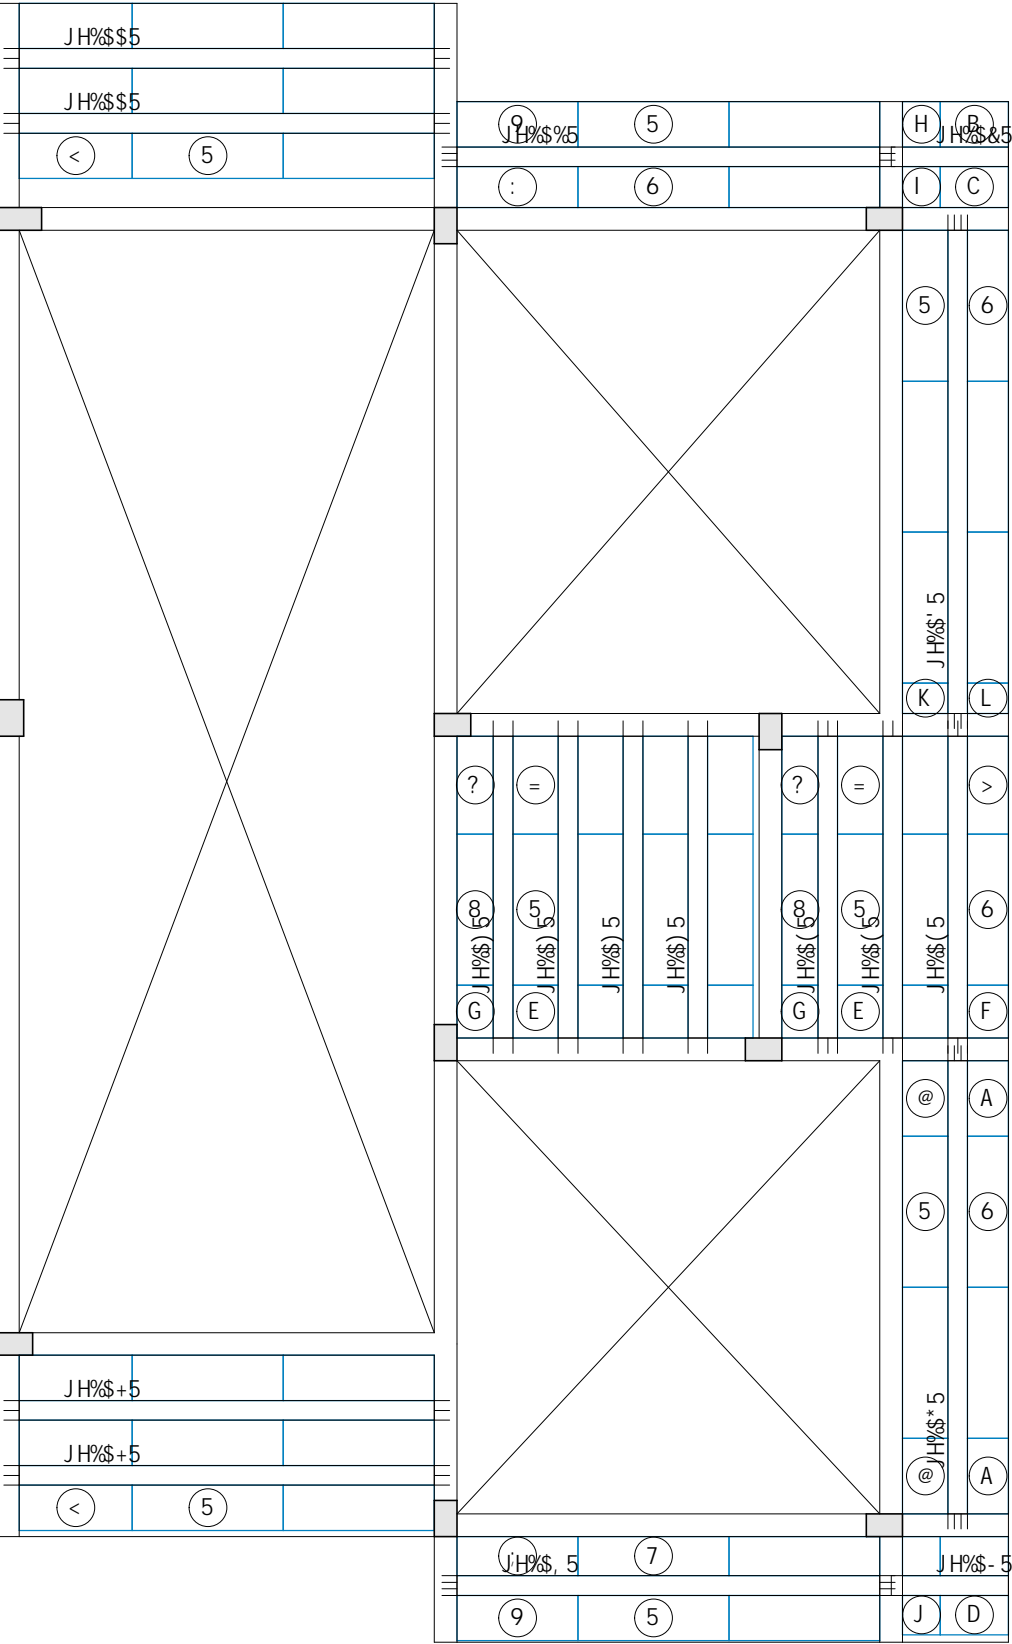 JH%$$5
JH%$$5
< 5
9 5 H B
JH%$%5 JH%$&5
: 6 I C
5 6
JH%$'5
K L
? = ? = >
8 5 8 5 6
JH%$)5 JH%$)5 JH%$)5 JH%$)5 JH%$(5 JH%$(5 JH%$(5
G E G E F
@ A
5 6
JH%$+5
JH%$*5
JH%$+5
@ A
< 5
; 7
JH%$,5 JH%$-5
9 5 J D